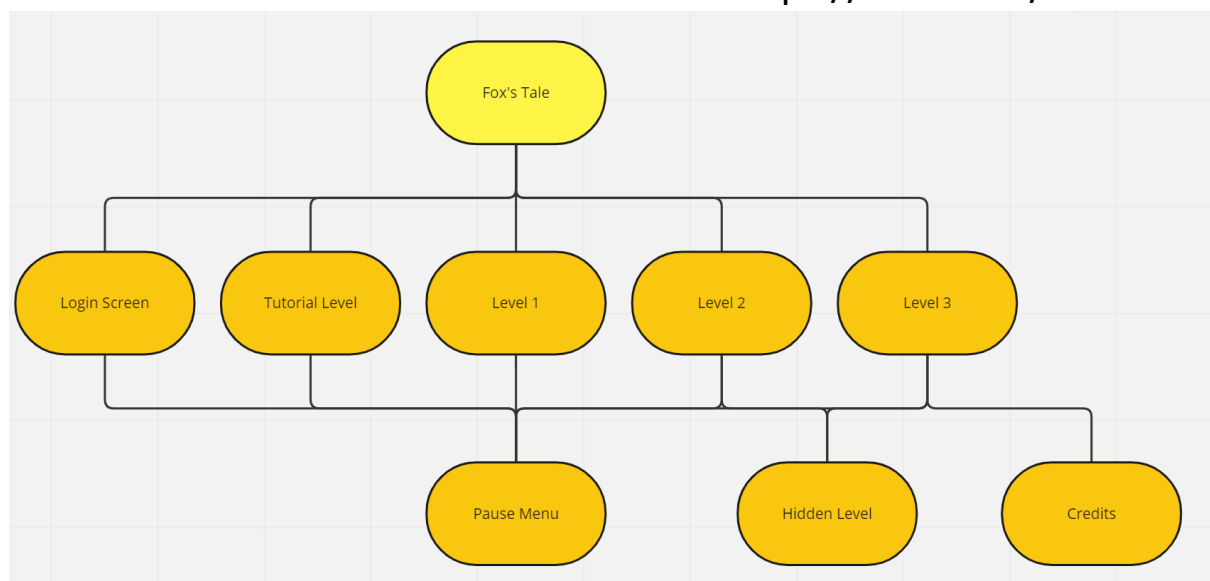 Fox's Tale
Login Screen
Tutorial Level
Level 1
Level 2
Level 3
Pause Menu
Hidden Level
Credits